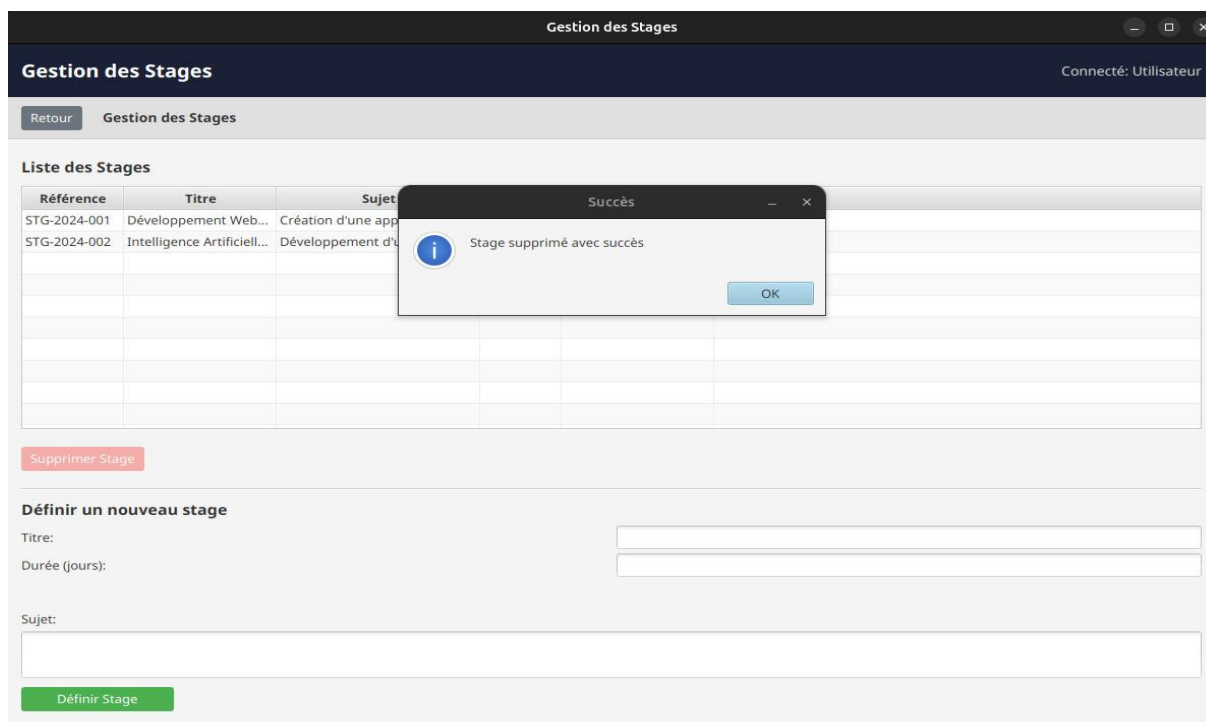 Gestion des Stages
Gestion des Stages Connecté: Utilisateur
Retour Gestion des Stages
Liste des Stages
Référence Titre Sujet
STG-2024-001 Développement Web... Création d'une app
STG-2024-002 Intelligence Artificiell... Développement d'u
Succès
Stage supprimé avec succès
OK
Supprimer Stage
Définir un nouveau stage
Titre:
Durée (jours):
Sujet:
Définir Stage